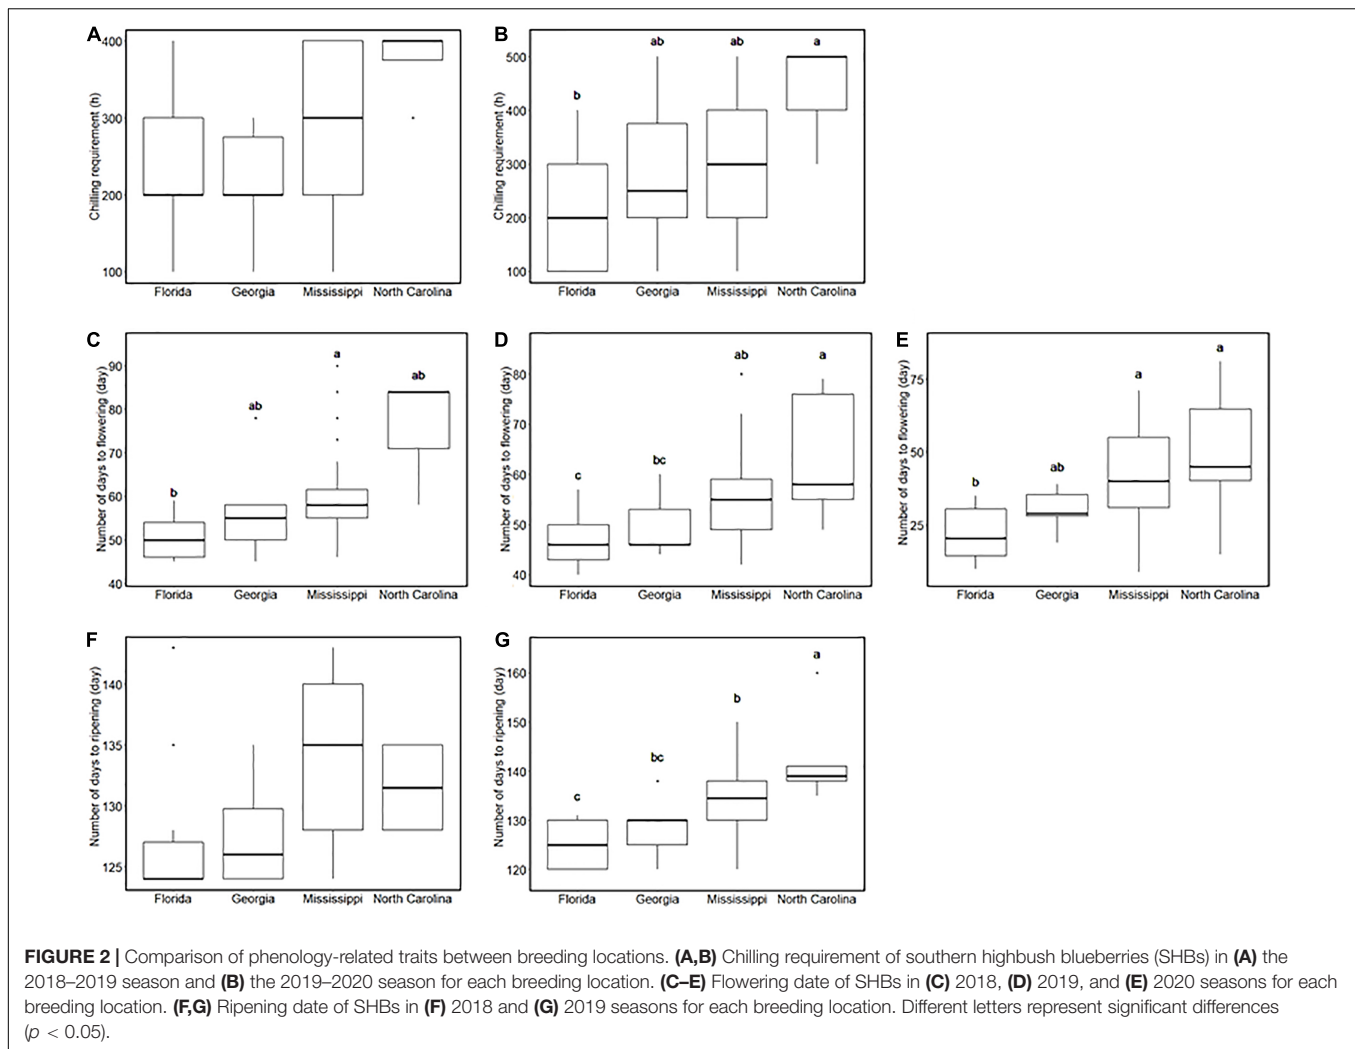 A
Chilling requirement (h)
400
300
200
100
Florida Georgia Mississippi North Carolina
B
Chilling requirement (h)
500
400
300
200
100
b ab ab a
Florida Georgia Mississippi North Carolina
C
Number of days to flowering (day)
90
80
70
60
50
40
b ab a ab
Florida Georgia Mississippi North Carolina
D
Number of days to flowering (day)
80
70
60
50
40
c bc ab a
Florida Georgia Mississippi North Carolina
E
Number of days to flowering (day)
75
50
25
b ab a a
Florida Georgia Mississippi North Carolina
F
Number of days to ripening (day)
140
135
130
125
Florida Georgia Mississippi North Carolina
G
Number of days to ripening (day)
160
150
140
130
120
c bc b a
Florida Georgia Mississippi North Carolina
FIGURE 2 | Comparison of phenology-related traits between breeding locations. (A,B) Chilling requirement of southern highbush blueberries (SHBs) in (A) the
2018–2019 season and (B) the 2019–2020 season for each breeding location. (C–E) Flowering date of SHBs in (C) 2018, (D) 2019, and (E) 2020 seasons for each
breeding location. (F,G) Ripening date of SHBs in (F) 2018 and (G) 2019 seasons for each breeding location. Different letters represent significant differences
(p < 0.05).